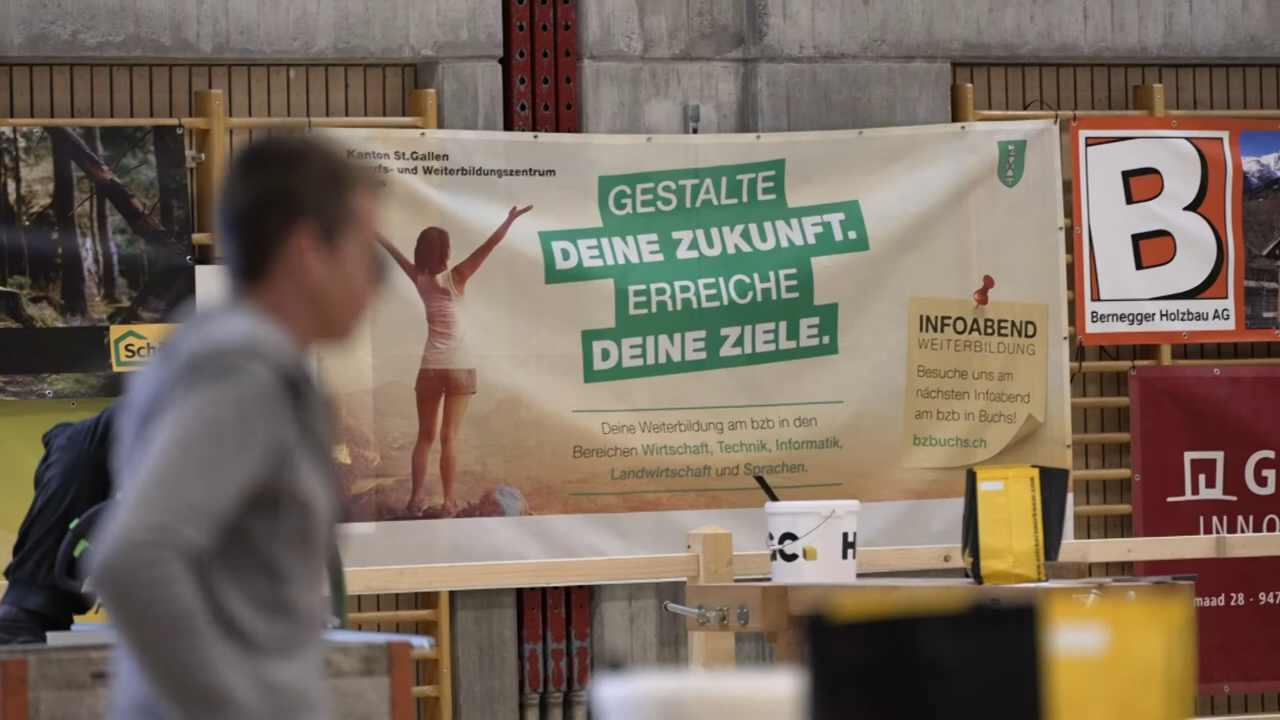 Kanton St.Gallen
und Weiterbildungszentrum
GESTALTE
DEINE ZUKUNFT.
ERREICHE
DEINE ZIELE.
Deine Weiterbildung am bzb in den
Bereichen Wirtschaft, Technik, Informatik,
Landwirtschaft und Sprachen.
INFOABEND
WEITERBILDUNG
Besuche uns am
nächsten Infoabend
am bzb in Buchs!
bzbuchs.ch
B
Bernegger Holzbau AG
G
INNO
maad 28 - 947
Sch
C H